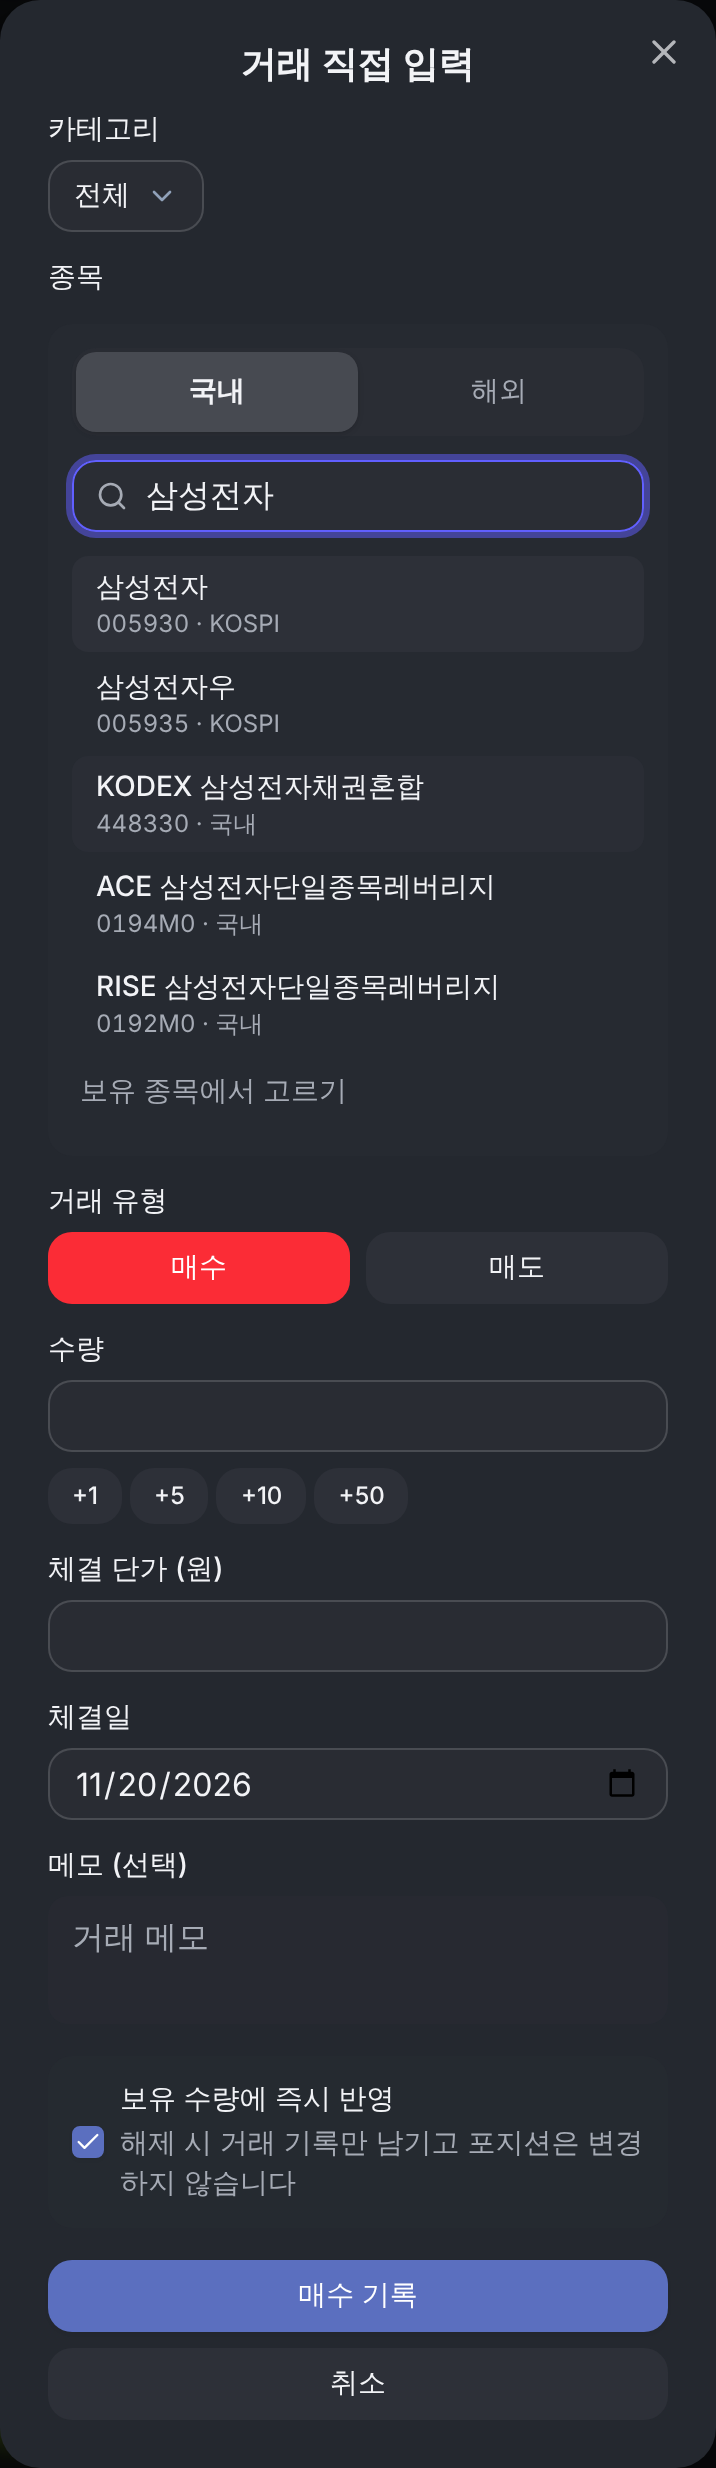 거래 직접 입력
카테고리
전체
종목
국내
해외
삼성전자
삼성전자
005930 · KOSPI
삼성전자우
005935 · KOSPI
KODEX 삼성전자채권혼합
448330 · 국내
ACE 삼성전자단일종목레버리지
0194M0 · 국내
RISE 삼성전자단일종목레버리지
0192M0 · 국내
보유 종목에서 고르기
거래 유형
매수
매도
수량
+1
+5
+10
+50
체결 단가 (원)
체결일
11/20/2026
메모 (선택)
거래 메모
보유 수량에 즉시 반영
해제 시 거래 기록만 남기고 포지션은 변경
하지 않습니다
매수 기록
취소